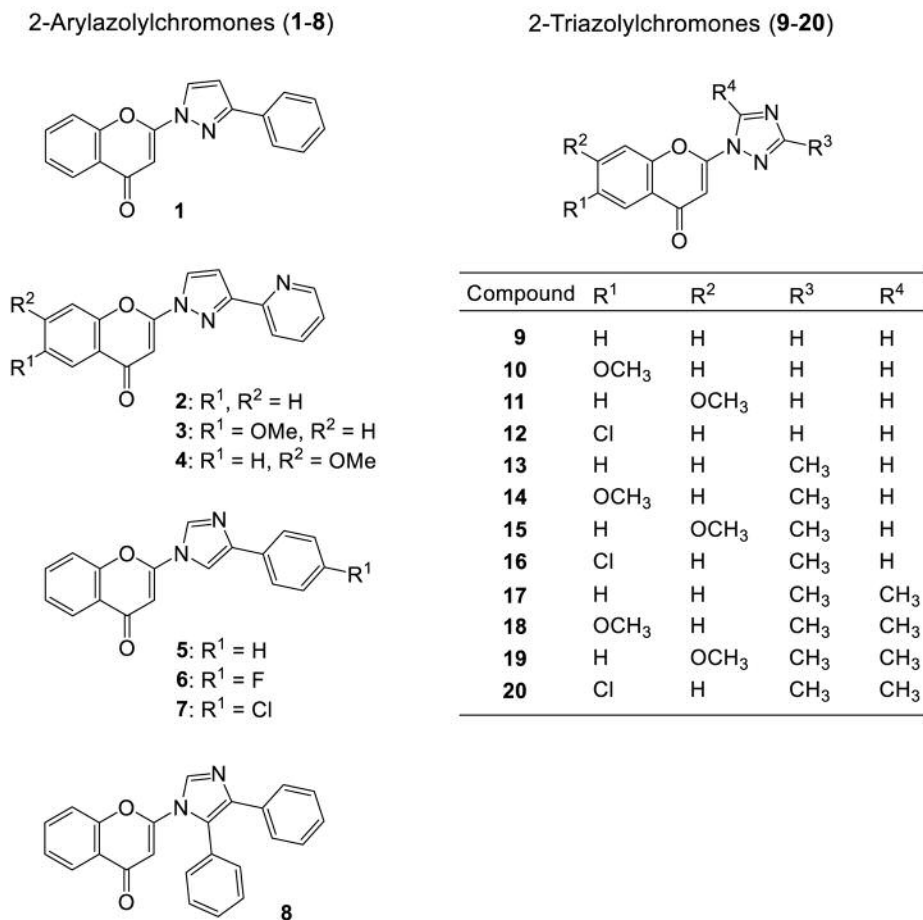 2-Arylazolylchromones (1-8)
O
N
N
O
1
R²
O
N
N
N
R¹
O
2: R¹, R² = H
3: R¹ = OMe, R² = H
4: R¹ = H, R² = OMe
N
O
N
R¹
O
5: R¹ = H
6: R¹ = F
7: R¹ = Cl
N
O
N
O
8
2-Triazolylchromones (9-20)
R⁴
N
R²
O
N
N
R³
R¹
O
Compound R¹ R² R³ R⁴
9 H H H H
10 OCH₃ H H H
11 H OCH₃ H H
12 Cl H H H
13 H H CH₃ H
14 OCH₃ H CH₃ H
15 H OCH₃ CH₃ H
16 Cl H CH₃ H
17 H H CH₃ CH₃
18 OCH₃ H CH₃ CH₃
19 H OCH₃ CH₃ CH₃
20 Cl H CH₃ CH₃